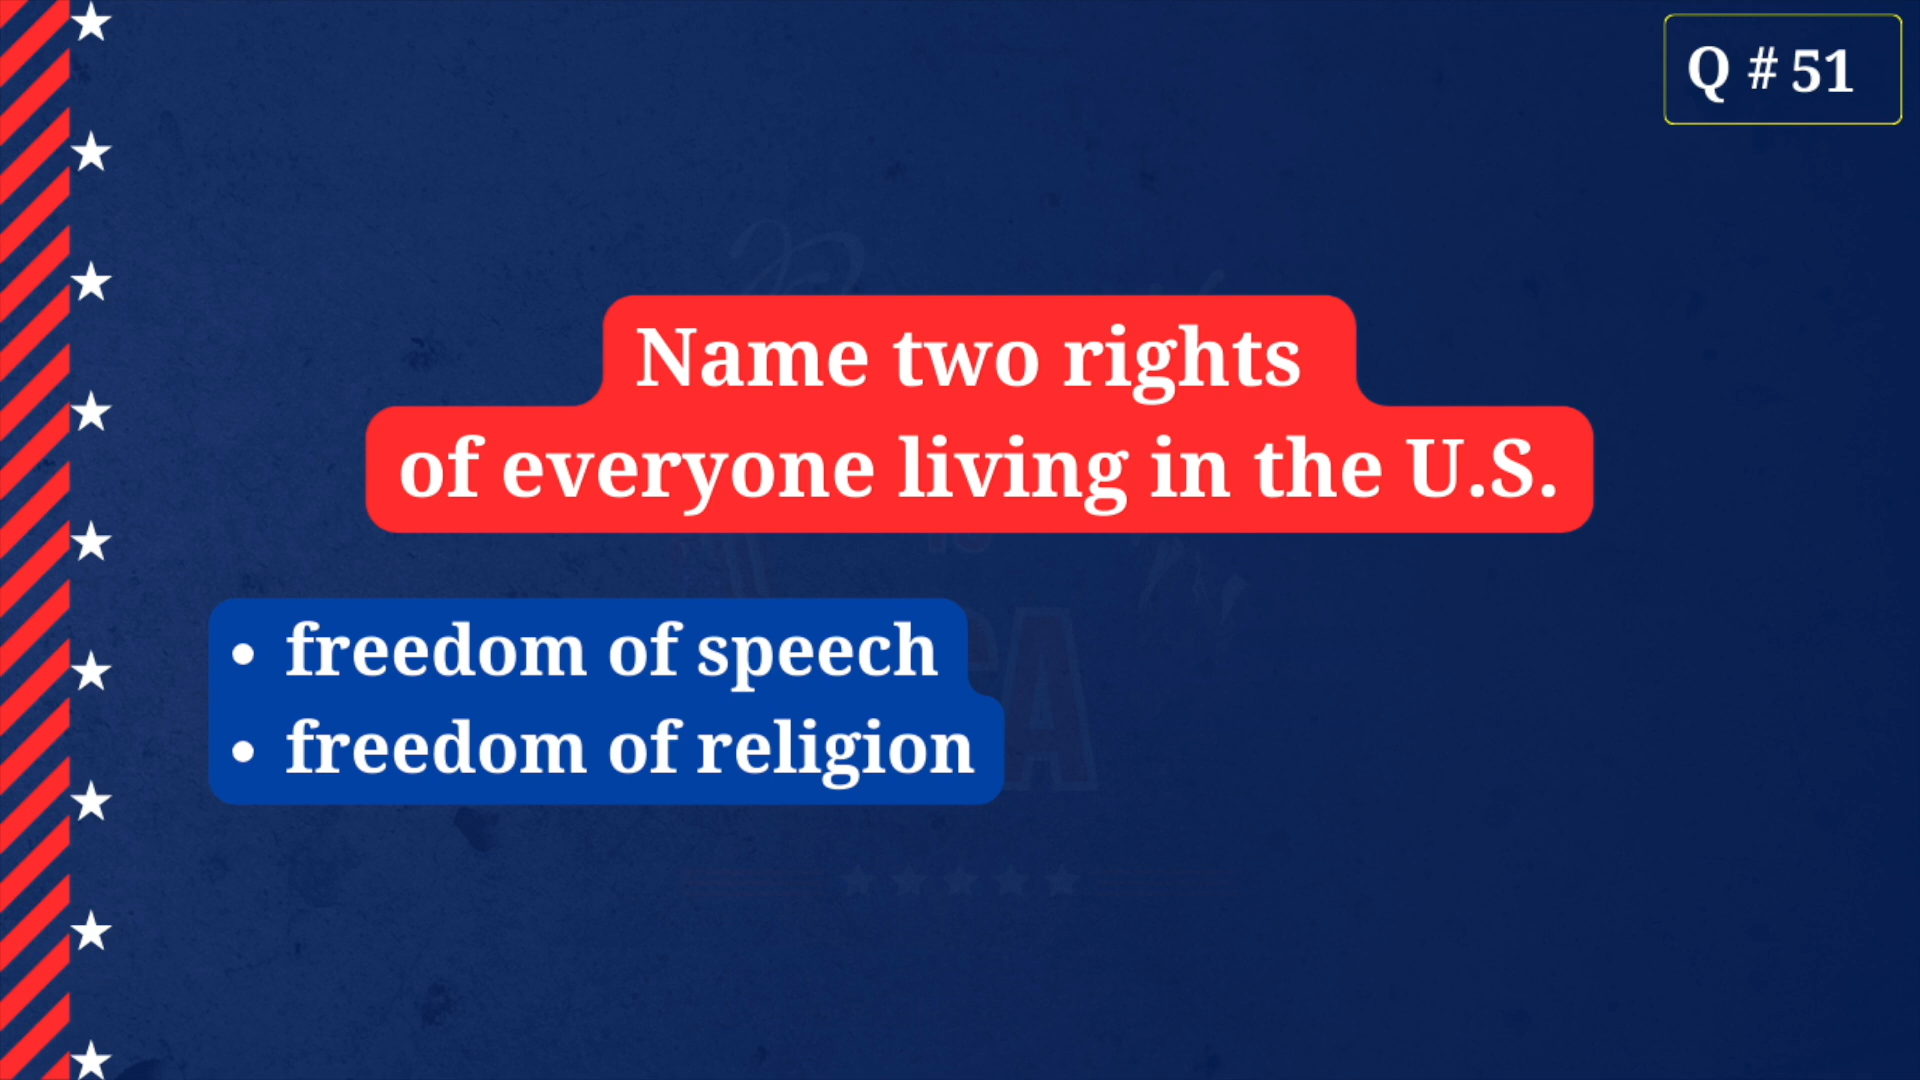 Q # 51
Name two rights
of everyone living in the U.S.
• freedom of speech
• freedom of religion